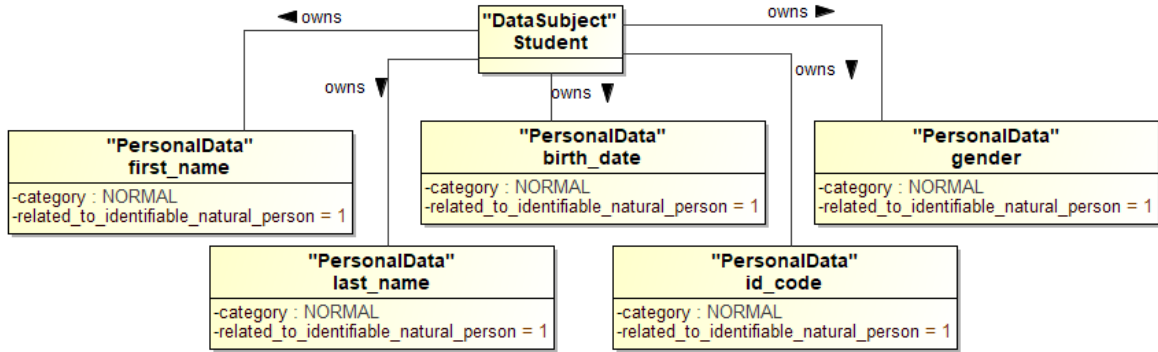 owns
"DataSubject"
Student
owns
owns
owns
owns
"PersonalData"
first_name
-category : NORMAL
-related_to_identifiable_natural_person = 1
"PersonalData"
birth_date
-category : NORMAL
-related_to_identifiable_natural_person = 1
"PersonalData"
gender
-category : NORMAL
-related_to_identifiable_natural_person = 1
"PersonalData"
last_name
-category : NORMAL
-related_to_identifiable_natural_person = 1
"PersonalData"
id_code
-category : NORMAL
-related_to_identifiable_natural_person = 1